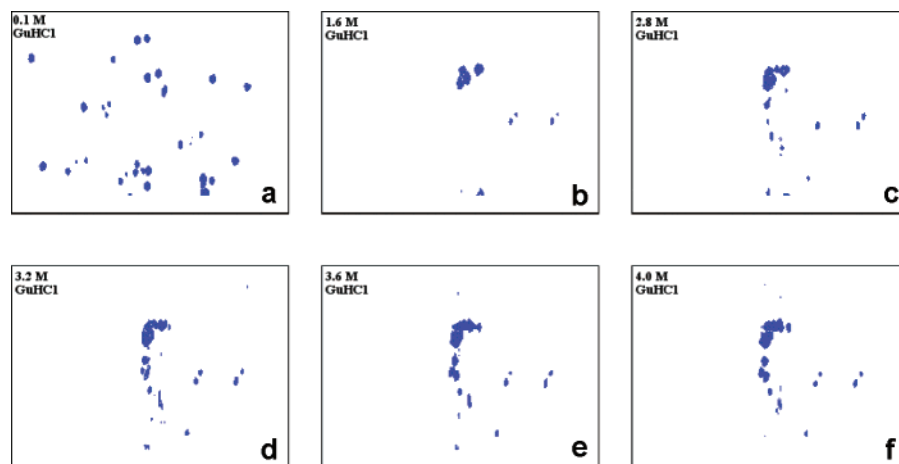 0.1 M
GuHCl
a
1.6 M
GuHCl
b
2.8 M
GuHCl
c
3.2 M
GuHCl
d
3.6 M
GuHCl
e
4.0 M
GuHCl
f